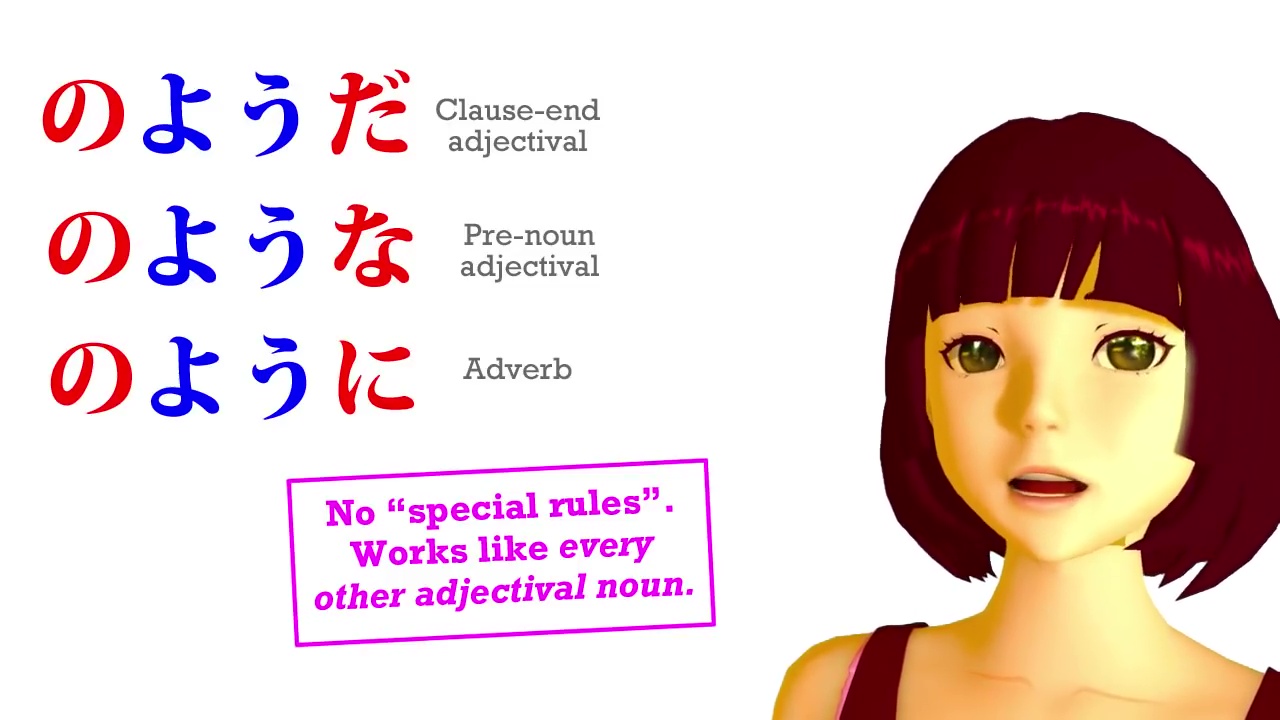 のようだ
Clause-end
adjectival
のような
Pre-noun
adjectival
のように
Adverb
No “special rules”.
Works like every
other adjectival noun.